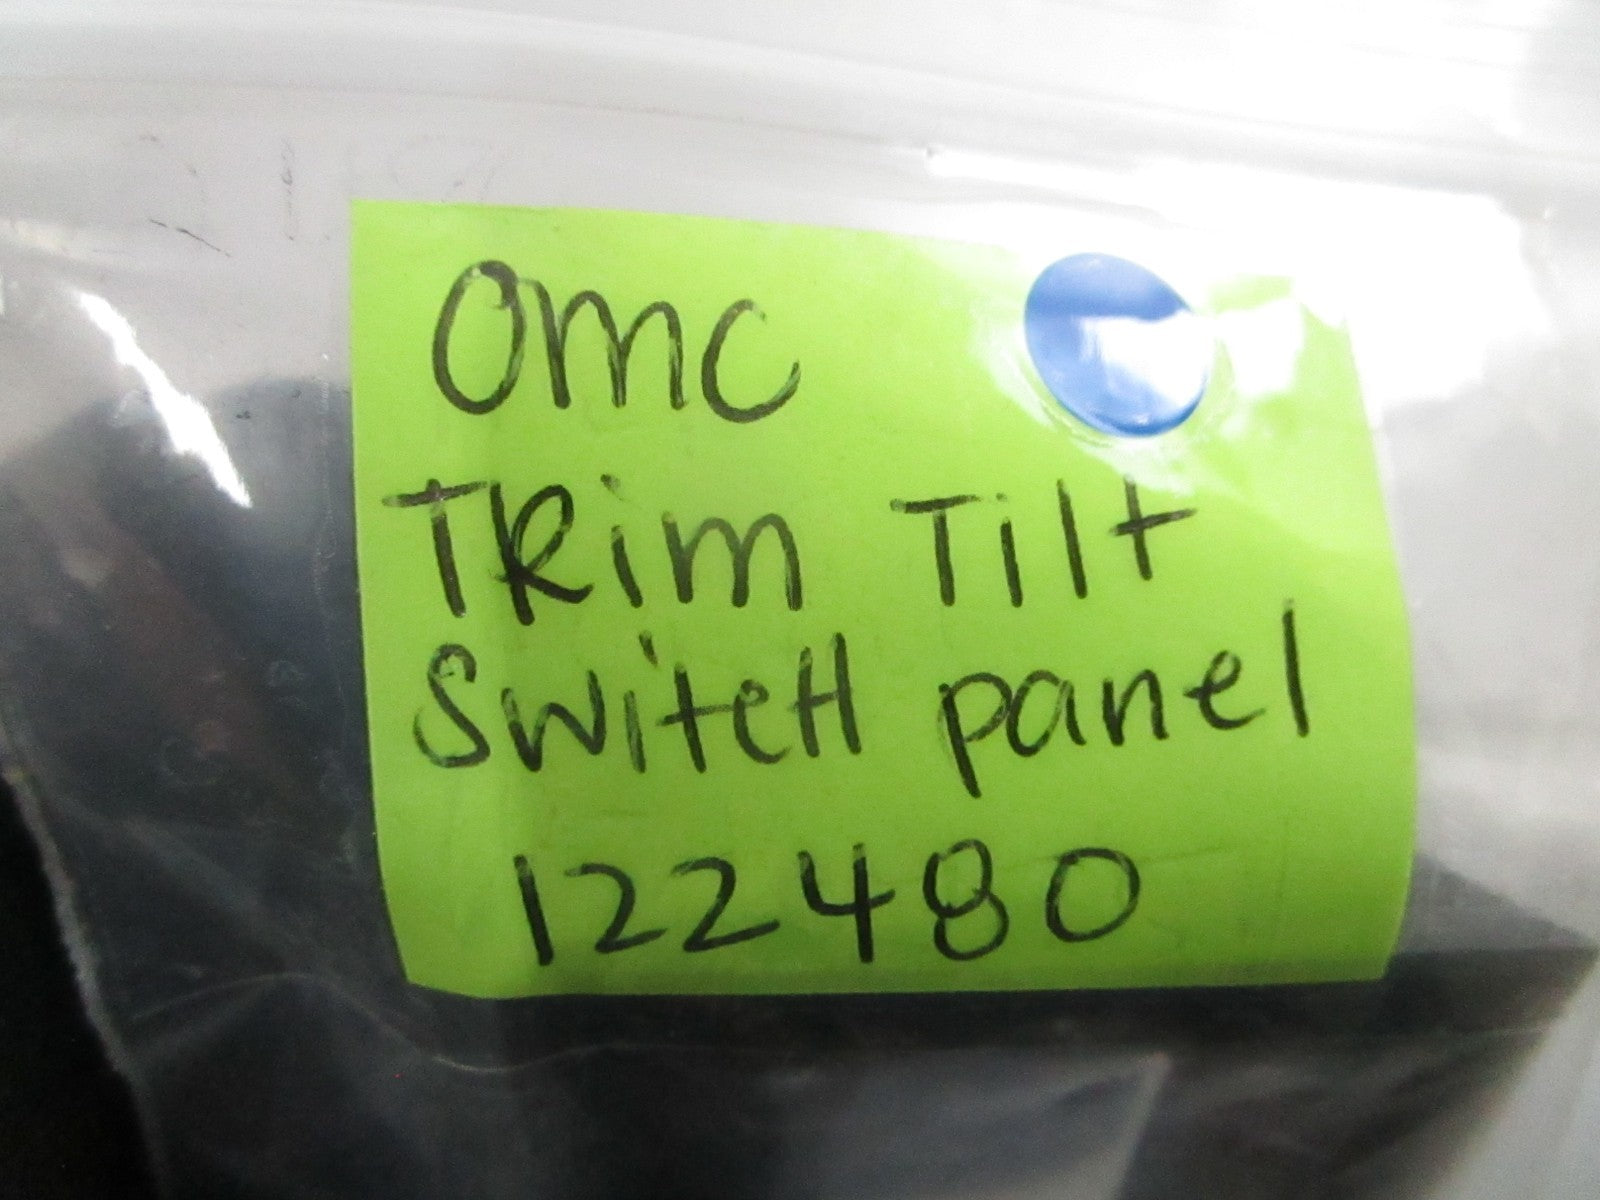 OmC
TRim Tilt
SwitcH panel
122480